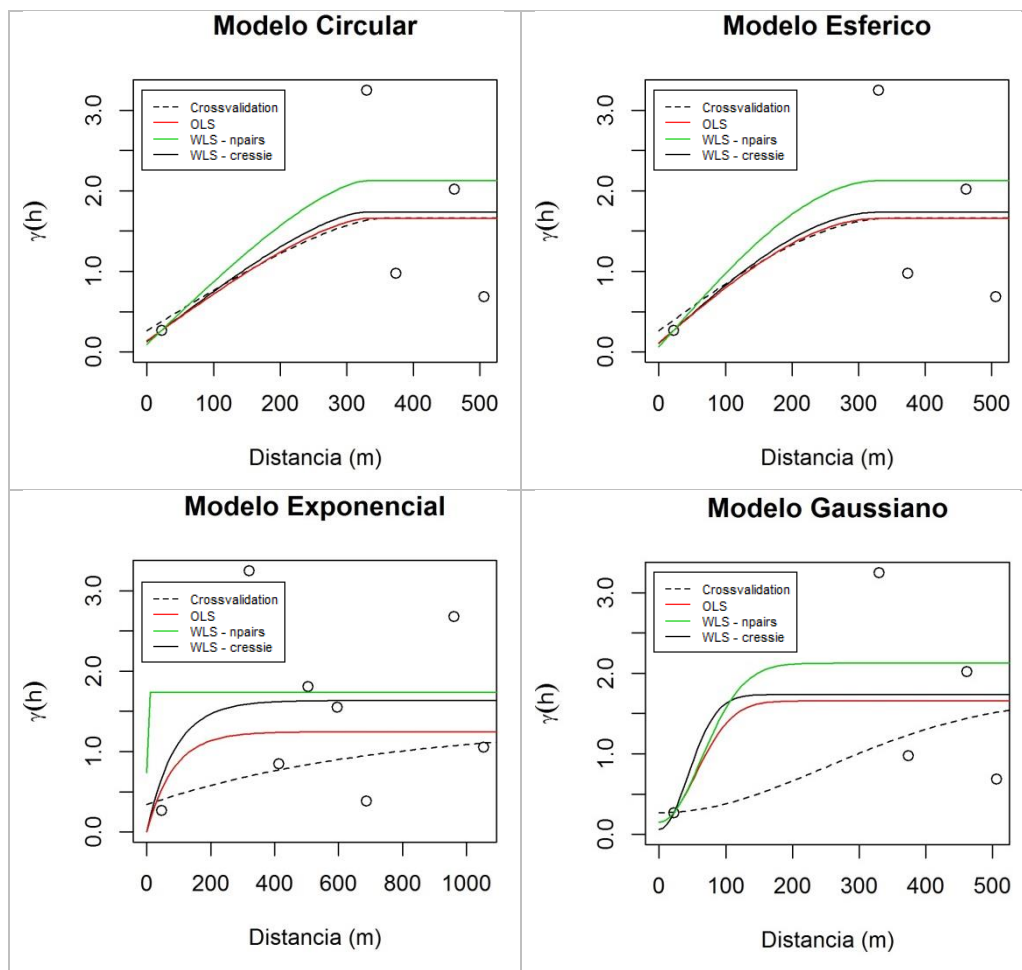 Modelo Circular
3.0
2.0
1.0
0.0
γ(h)
Crossvalidation
OLS
WLS - npairs
WLS - cressie
0 100 200 300 400 500
Distancia (m)
Modelo Esferico
3.0
2.0
1.0
0.0
γ(h)
Crossvalidation
OLS
WLS - npairs
WLS - cressie
0 100 200 300 400 500
Distancia (m)
Modelo Exponencial
3.0
2.0
1.0
0.0
γ(h)
Crossvalidation
OLS
WLS - npairs
WLS - cressie
0 200 400 600 800 1000
Distancia (m)
Modelo Gaussiano
3.0
2.0
1.0
0.0
γ(h)
Crossvalidation
OLS
WLS - npairs
WLS - cressie
0 100 200 300 400 500
Distancia (m)